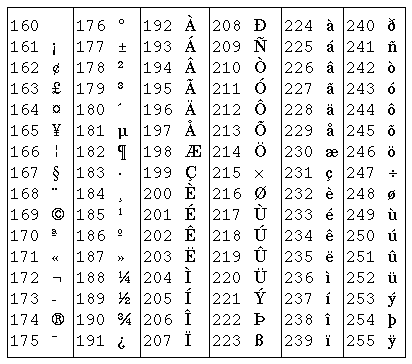 160   176 ° 192 À 208 Ð 224 à 240 ð
161 ¡ 177 ± 193 Á 209 Ñ 225 á 241 ñ
162 ¢ 178 ² 194 Â 210 Ò 226 â 242 ò
163 £ 179 ³ 195 Ã 211 Ó 227 ã 243 ó
164 ¤ 180 ´ 196 Ä 212 Ô 228 ä 244 ô
165 ¥ 181 µ 197 Å 213 Õ 229 å 245 õ
166 ¦ 182 ¶ 198 Æ 214 Ö 230 æ 246 ö
167 § 183 · 199 Ç 215 × 231 ç 247 ÷
168 ¨ 184 ¸ 200 È 216 Ø 232 è 248 ø
169 © 185 ¹ 201 É 217 Ù 233 é 249 ù
170 ª 186 º 202 Ê 218 Ú 234 ê 250 ú
171 « 187 » 203 Ë 219 Û 235 ë 251 û
172 ¬ 188 ¼ 204 Ì 220 Ü 236 ì 252 ü
173 - 189 ½ 205 Í 221 Ý 237 í 253 ý
174 ® 190 ¾ 206 Î 222 Þ 238 î 254 þ
175 ¯ 191 ¿ 207 Ï 223 ß 239 ï 255 ÿ